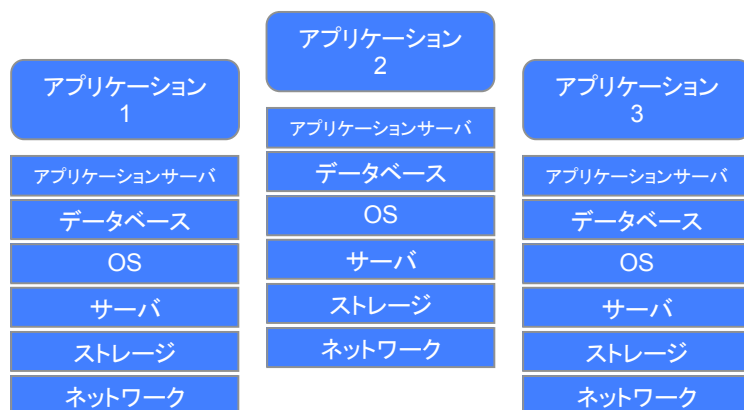 アプリケーション
1
アプリケーションサーバ
データベース
OS
サーバ
ストレージ
ネットワーク
アプリケーション
2
アプリケーションサーバ
データベース
OS
サーバ
ストレージ
ネットワーク
アプリケーション
3
アプリケーションサーバ
データベース
OS
サーバ
ストレージ
ネットワーク